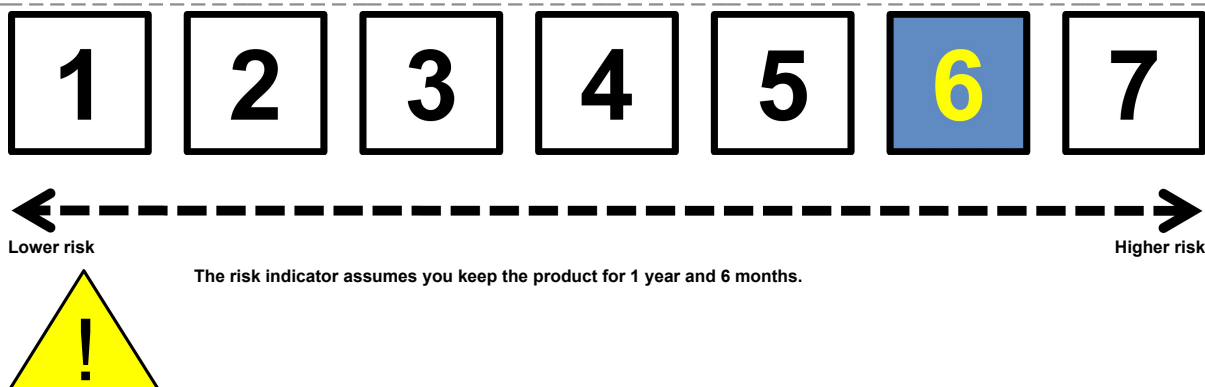 1 2 3 4 5 6 7
Lower risk Higher risk
The risk indicator assumes you keep the product for 1 year and 6 months.
!